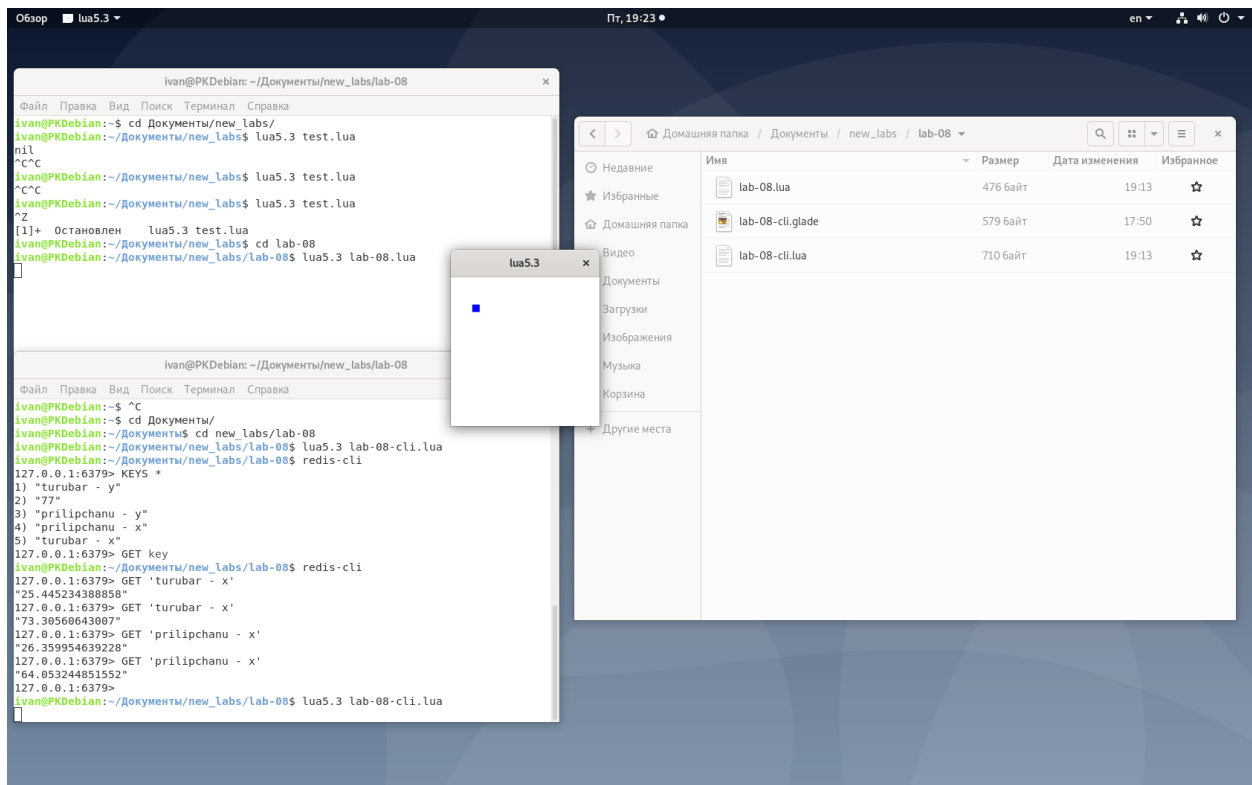 Обзор lua5.3 Пт, 19:23 en
ivan@PKDebian: ~/Документы/new_labs/lab-08
Файл Правка Вид Поиск Терминал Справка
ivan@PKDebian:~$ cd Документы/new_labs/
ivan@PKDebian:~/Документы/new_labs$ lua5.3 test.lua
nil
^C^C
ivan@PKDebian:~/Документы/new_labs$ lua5.3 test.lua
^C^C
ivan@PKDebian:~/Документы/new_labs$ lua5.3 test.lua
^Z
[1]+ Остановлен lua5.3 test.lua
ivan@PKDebian:~/Документы/new_labs$ cd lab-08
ivan@PKDebian:~/Документы/new_labs/lab-08$ lua5.3 lab-08.lua
lua5.3
ivan@PKDebian: ~/Документы/new_labs/lab-08
Файл Правка Вид Поиск Терминал Справка
ivan@PKDebian:~$ ^C
ivan@PKDebian:~$ cd Документы/
ivan@PKDebian:~/Документы$ cd new_labs/lab-08
ivan@PKDebian:~/Документы/new_labs/lab-08$ lua5.3 lab-08-cli.lua
ivan@PKDebian:~/Документы/new_labs/lab-08$ redis-cli
127.0.0.1:6379> KEYS *
1) "turubar - y"
2) "77"
3) "prilipchanu - y"
4) "prilipchanu - x"
5) "turubar - x"
127.0.0.1:6379> GET key
ivan@PKDebian:~/Документы/new_labs/lab-08$ redis-cli
127.0.0.1:6379> GET 'turubar - x'
"25.445234388858"
127.0.0.1:6379> GET 'turubar - x'
"73.30560643007"
127.0.0.1:6379> GET 'prilipchanu - x'
"26.359954639228"
127.0.0.1:6379> GET 'prilipchanu - x'
"64.053244851552"
127.0.0.1:6379>
ivan@PKDebian:~/Документы/new_labs/lab-08$ lua5.3 lab-08-cli.lua
Домашняя папка / Документы / new_labs / lab-08
Недавние
Избранные
Домашняя папка
Видео
Документы
Загрузки
Изображения
Музыка
Корзина
+ Другие места
Имя Размер Дата изменения Избранное
lab-08.lua 476 байт 19:13
lab-08-cli.glade 579 байт 17:50
lab-08-cli.lua 710 байт 19:13